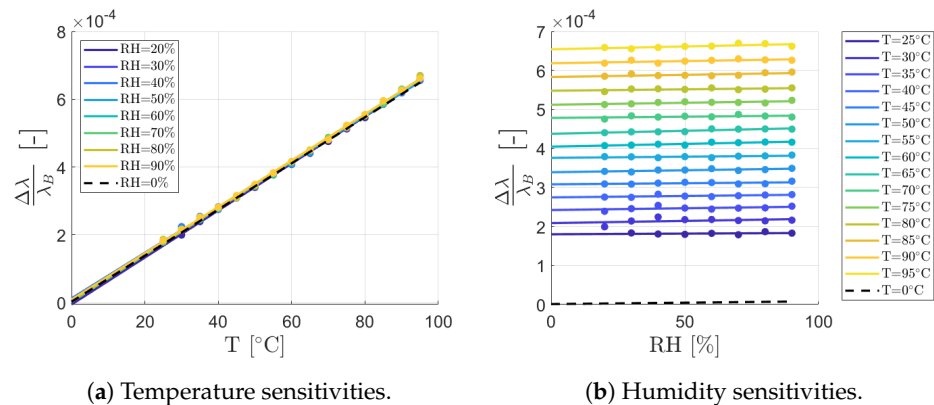 ×10⁻⁴
8
6
4
2
0
0 20 40 60 80 100
T [°C]
Δλ/λ_B [-]
RH=20%
RH=30%
RH=40%
RH=50%
RH=60%
RH=70%
RH=80%
RH=90%
RH=0%
(a) Temperature sensitivities.
×10⁻⁴
7
6
5
4
3
2
1
0
0 50 100
RH [%]
Δλ/λ_B [-]
T=25°C
T=30°C
T=35°C
T=40°C
T=45°C
T=50°C
T=55°C
T=60°C
T=65°C
T=70°C
T=75°C
T=80°C
T=85°C
T=90°C
T=95°C
T=0°C
(b) Humidity sensitivities.